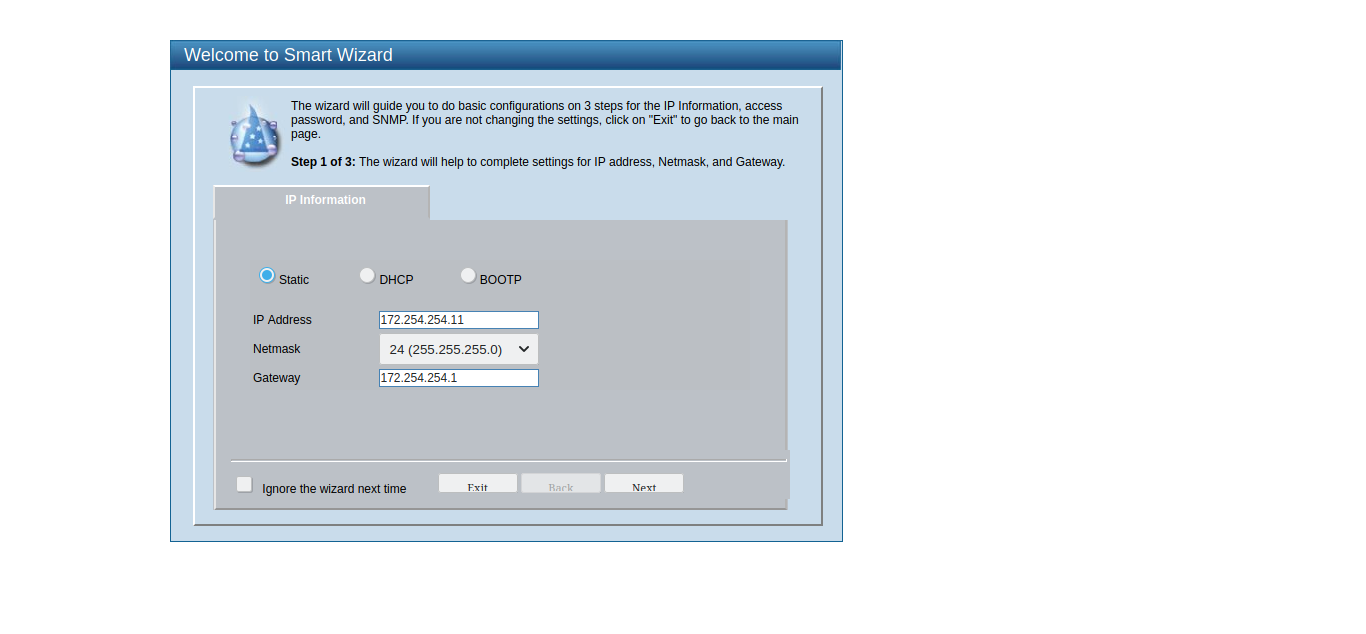 Welcome to Smart Wizard
The wizard will guide you to do basic configurations on 3 steps for the IP Information, access
password, and SNMP. If you are not changing the settings, click on "Exit" to go back to the main
page.
Step 1 of 3: The wizard will help to complete settings for IP address, Netmask, and Gateway.
IP Information
Static DHCP BOOTP
IP Address 172.254.254.11
Netmask 24 (255.255.255.0)
Gateway 172.254.254.1
Ignore the wizard next time Exit Back Next